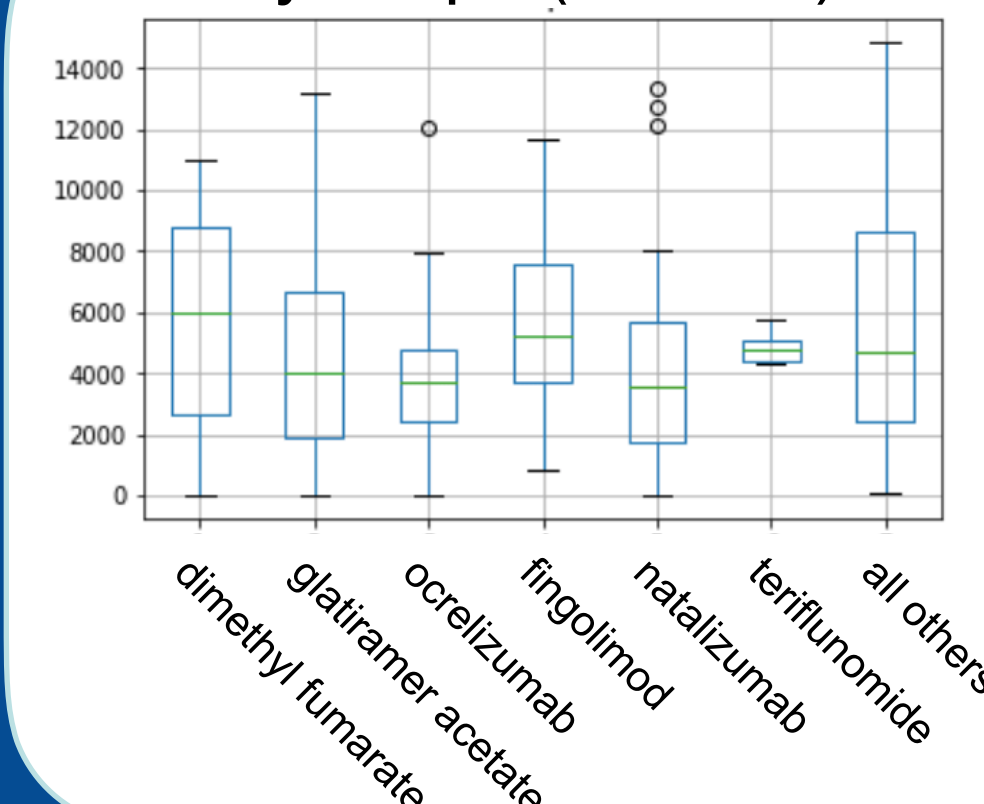 14000
12000
10000
8000
6000
4000
2000
0
dimethyl fumarate
glatiramer acetate
ocrelizumab
fingolimod
natalizumab
teriflunomide
all others